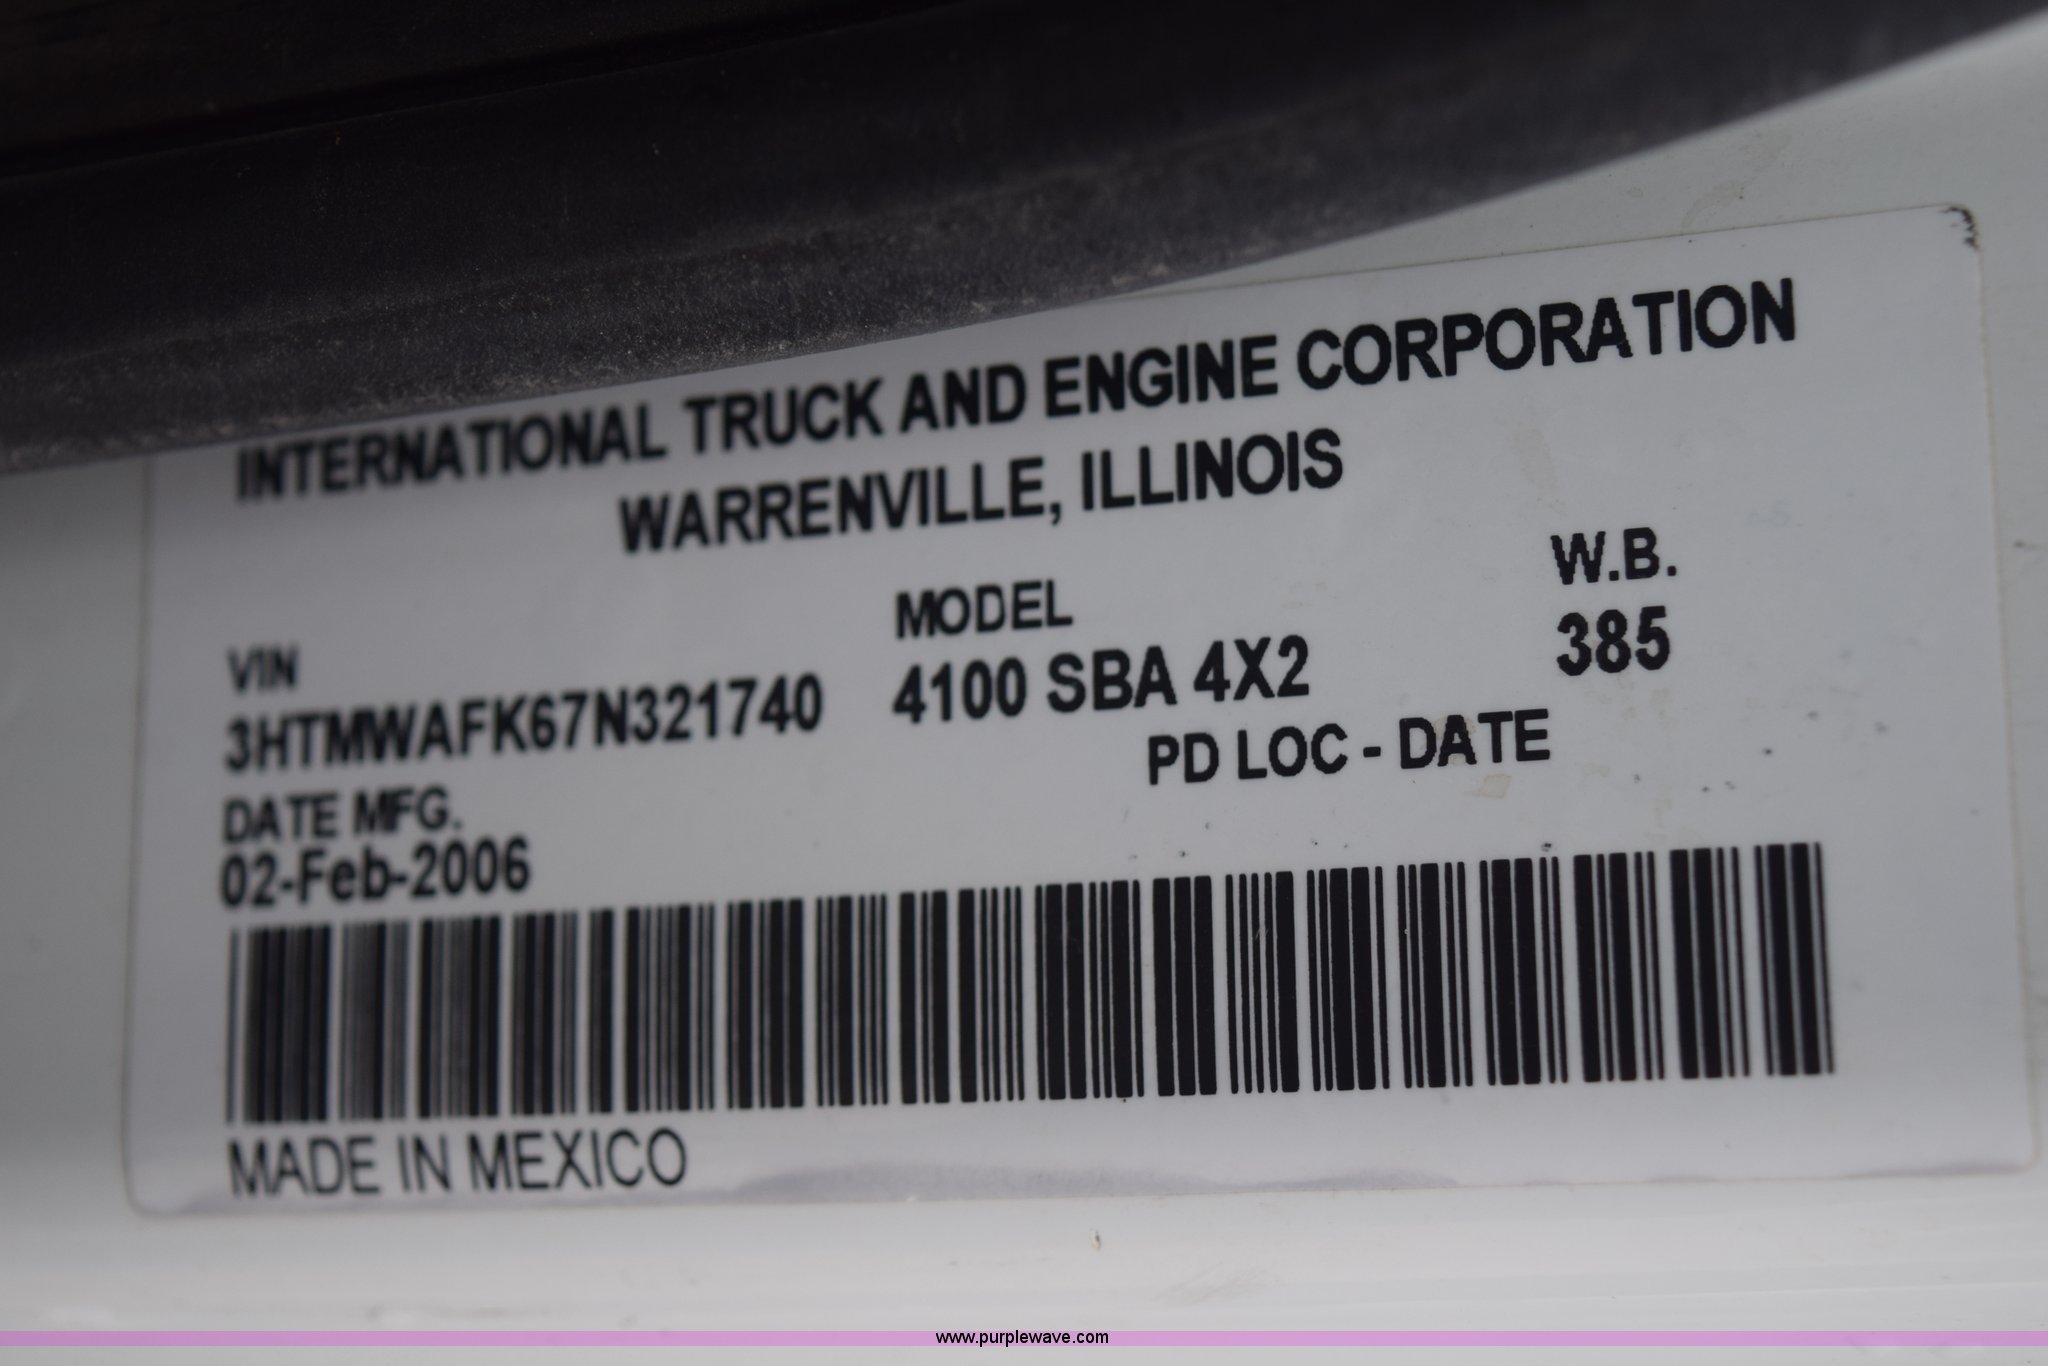 INTERNATIONAL TRUCK AND ENGINE CORPORATION
WARRENVILLE, ILLINOIS
VIN MODEL W.B.
3HTMWAFK67N321740 4100 SBA 4X2 385
DATE MFG. PD LOC - DATE
02-Feb-2006
MADE IN MEXICO
www.purplewave.com